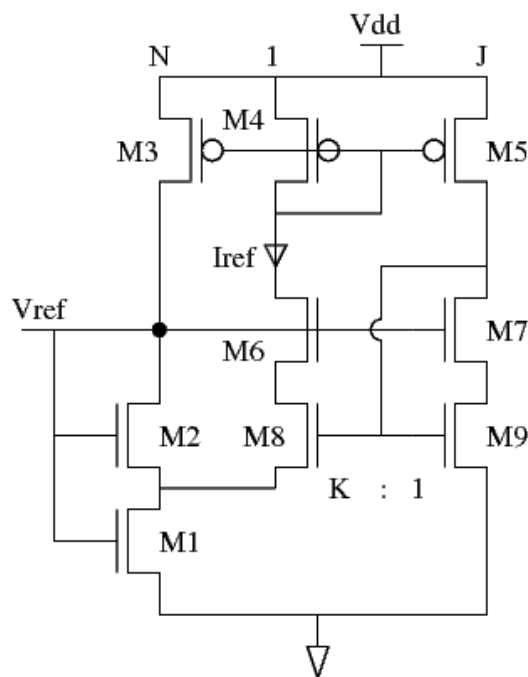 Vdd
N 1 J
M4
M3 M5
Iref
Vref
M6 M7
M2 M8 M9
K : 1
M1